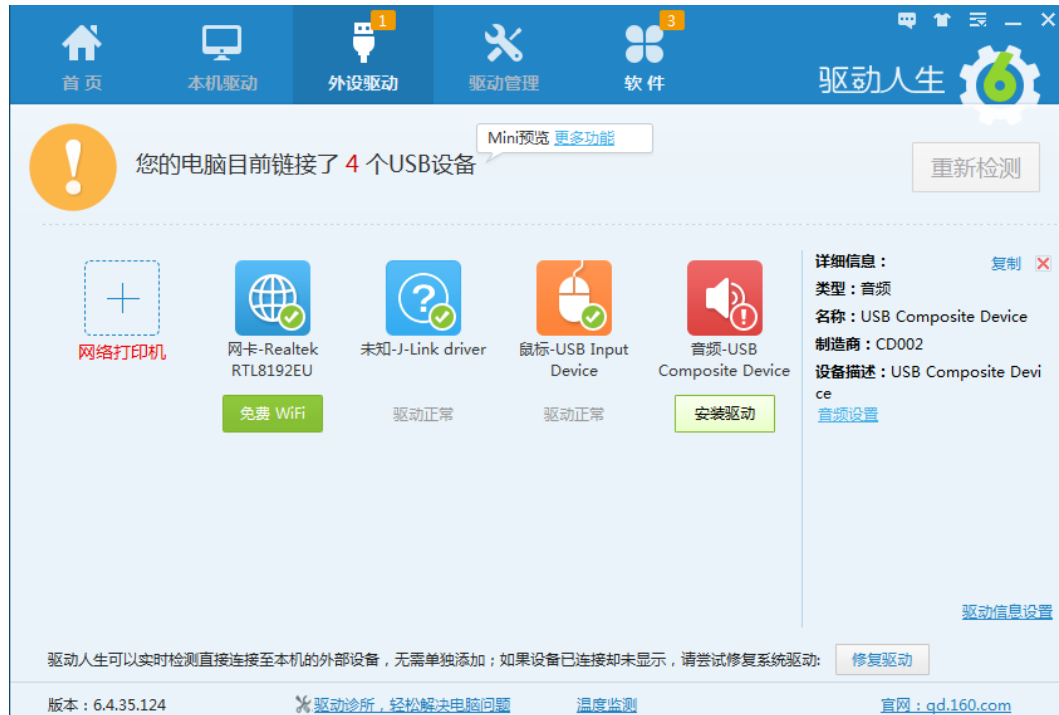 1
3
首页
本机驱动
外设驱动
驱动管理
软件
驱动人生
6
Mini预览 更多功能
您的电脑目前链接了 4 个USB设备
重新检测
网络打印机
网卡-Realtek
RTL8192EU
免费 WiFi
未知-J-Link driver
驱动正常
鼠标-USB Input
Device
驱动正常
音频-USB
Composite Device
安装驱动
详细信息：
复制
类型：音频
名称：USB Composite Device
制造商：CD002
设备描述：USB Composite Devi
ce
音频设置
驱动信息设置
驱动人生可以实时检测直接连接至本机的外部设备，无需单独添加；如果设备已连接却未显示，请尝试修复系统驱动:
修复驱动
版本：6.4.35.124
驱动诊所，轻松解决电脑问题
温度监测
官网：qd.160.com